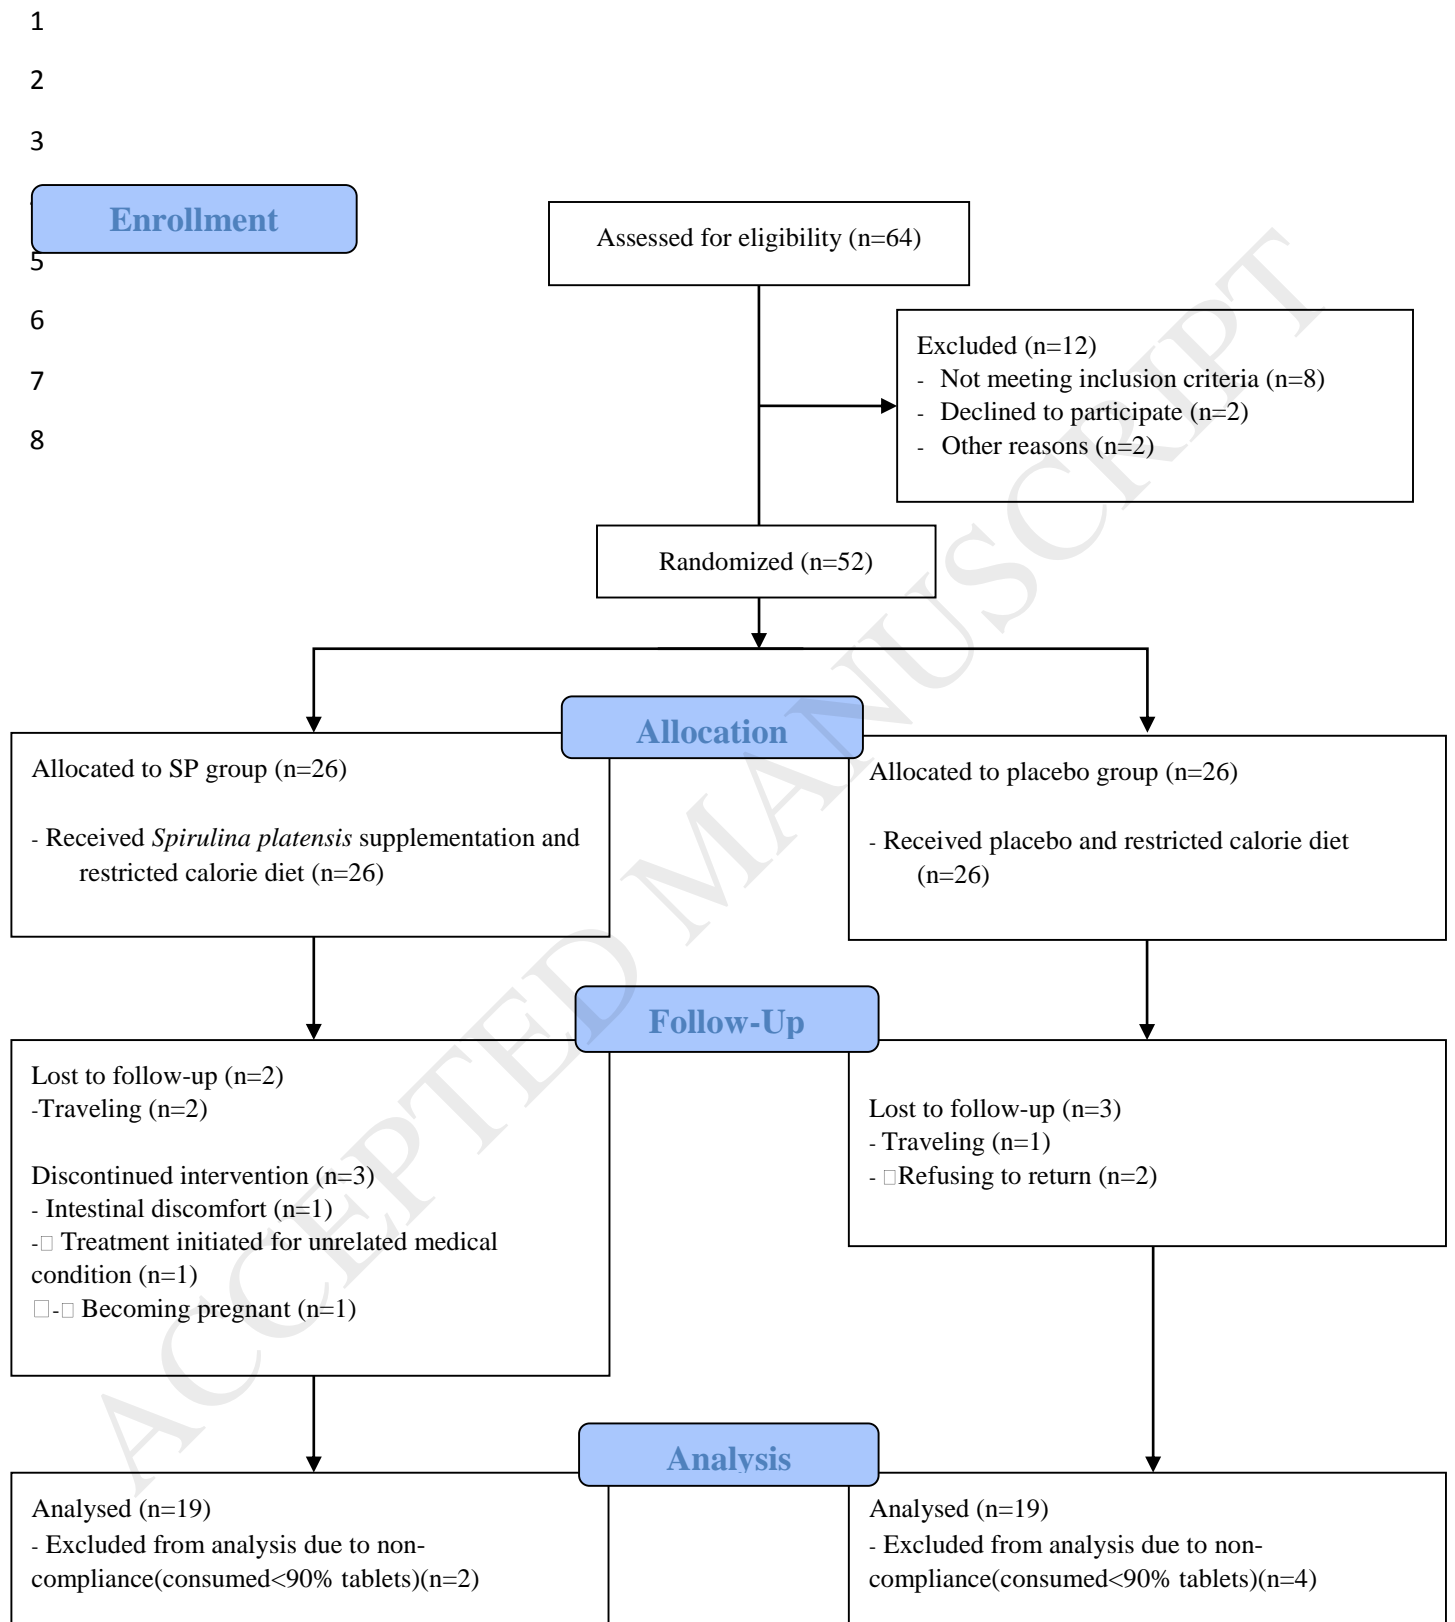 1
2
3
Enrollment
Assessed for eligibility (n=64)
5
6
Excluded (n=12)
- Not meeting inclusion criteria (n=8)
7
- Declined to participate (n=2)
8
- Other reasons (n=2)
Randomized (n=52)
Allocation
Allocated to SP group (n=26)
- Received Spirulina platensis supplementation and
restricted calorie diet (n=26)
Allocated to placebo group (n=26)
- Received placebo and restricted calorie diet
(n=26)
Follow-Up
Lost to follow-up (n=2)
-Traveling (n=2)
Discontinued intervention (n=3)
- Intestinal discomfort (n=1)
-□ Treatment initiated for unrelated medical
condition (n=1)
□-□ Becoming pregnant (n=1)
Lost to follow-up (n=3)
- Traveling (n=1)
- □Refusing to return (n=2)
Analysis
Analysed (n=19)
- Excluded from analysis due to non-
compliance(consumed<90% tablets)(n=2)
Analysed (n=19)
- Excluded from analysis due to non-
compliance(consumed<90% tablets)(n=4)
ACCEPTED MANUSCRIPT